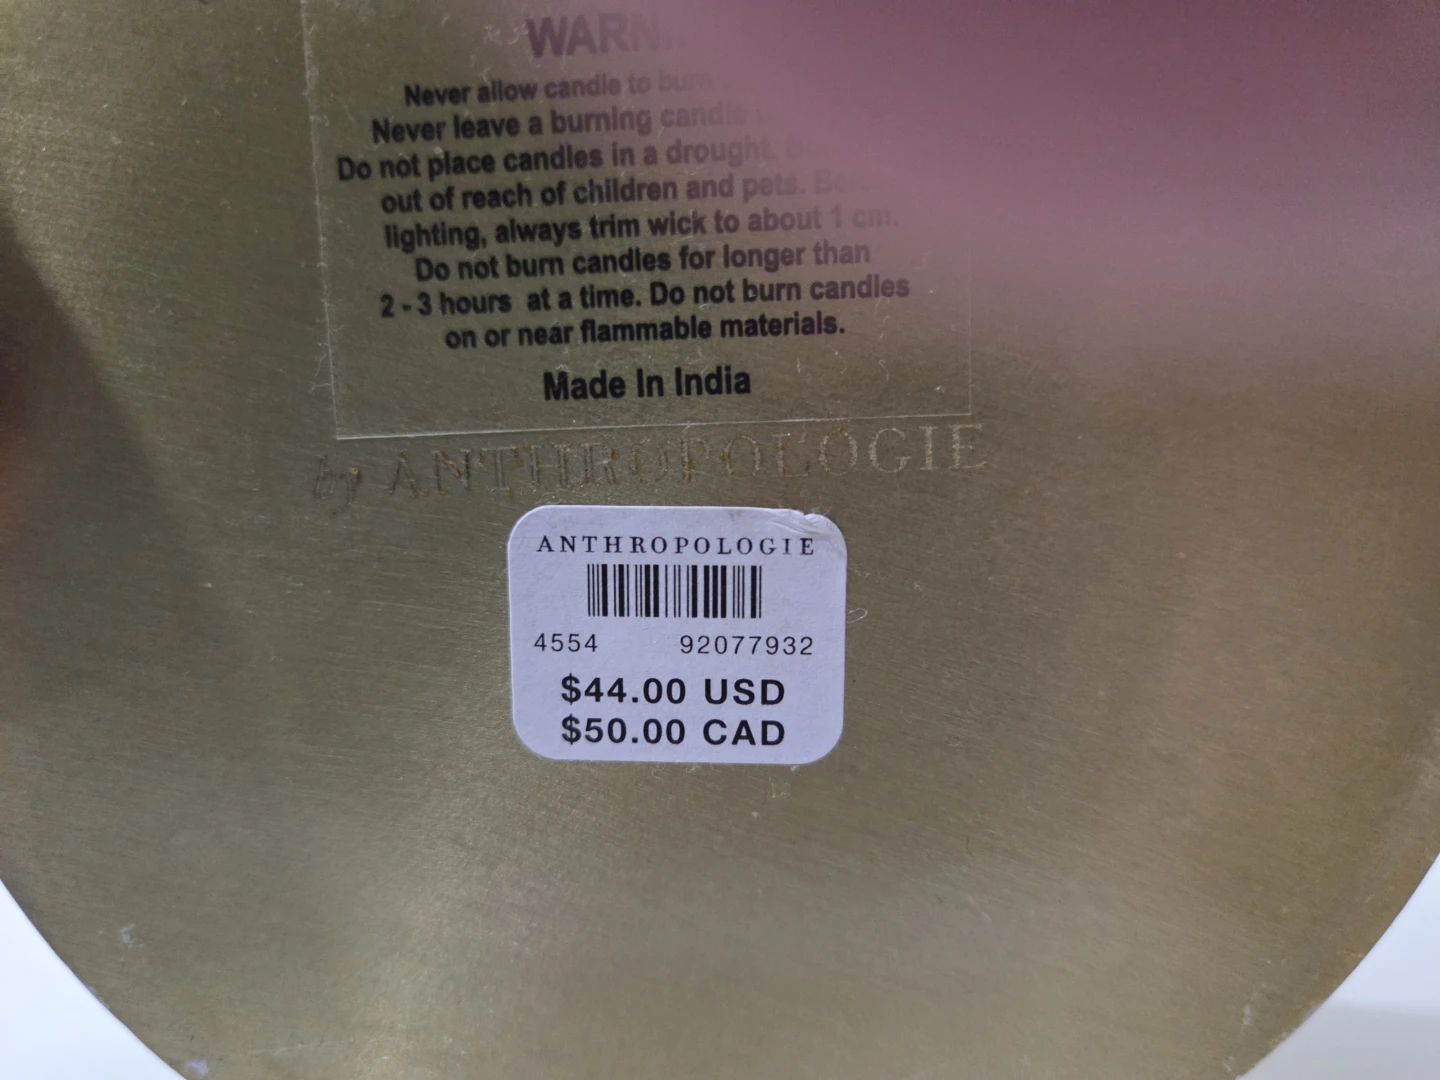 Never allow candle to burn
Never leave a burning candle
Do not place candles in a drought.
out of reach of children and pets.
lighting, always trim wick to about 1 cm.
Do not burn candles for longer than
2 - 3 hours at a time. Do not burn candles
on or near flammable materials.
Made In India
by ANTHROPOLOGIE
ANTHROPOLOGIE
4554 92077932
$44.00 USD
$50.00 CAD